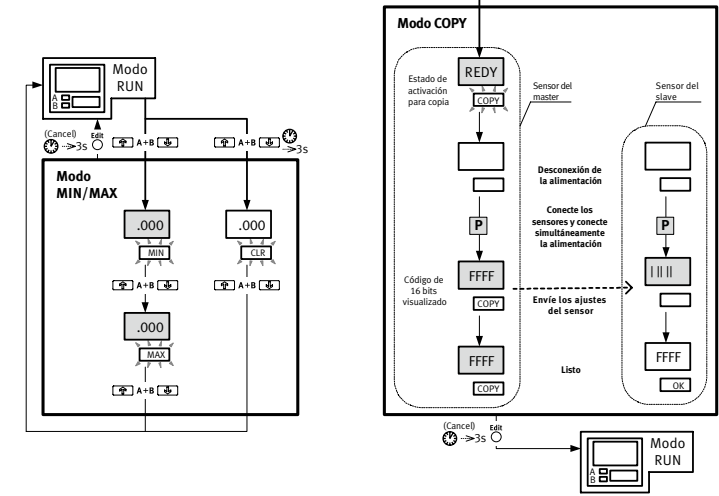 Modo
RUN
A
B
(Cancel)
3s
Edit
A+B
A+B
3s
Modo
MIN/MAX
.000
MIN
.000
CLR
A+B
A+B
.000
MAX
A+B
Modo COPY
Estado de
activación
para copia
REDY
COPY
Sensor del
master
Sensor del
slave
Desconexión de
la alimentación
Conecte los
sensores y conecte
simultáneamente
la alimentación
P
P
Código de
16 bits
visualizado
FFFF
COPY
Envíe los ajustes
del sensor
FFFF
COPY
Listo
FFFF
OK
(Cancel)
3s
Edit
Modo
RUN
A
B